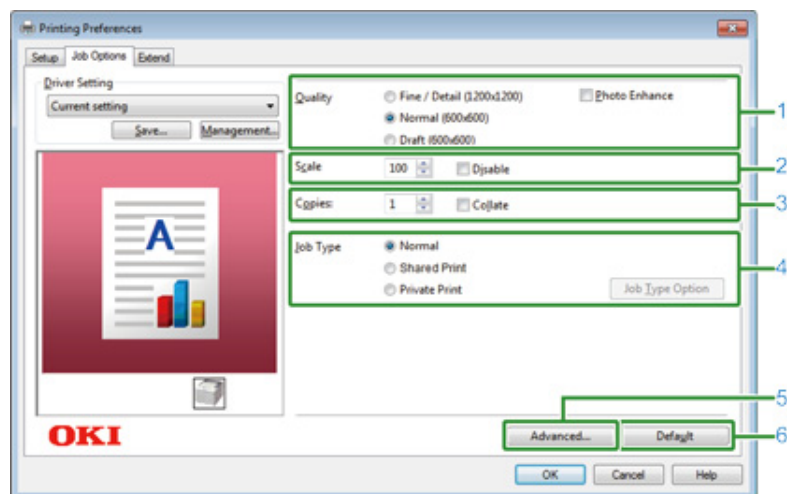 Printing Preferences
Setup Job Options Extend
Driver Setting
Current setting
Save... Management...
A
OKI
Quality Fine / Detail (1200x1200) Photo Enhance
Normal (600x600)
Draft (600x600)
Scale 100 Disable
Copies: 1 Collate
Job Type Normal
Shared Print
Private Print Job Type Option
Advanced... Default
OK Cancel Help
1
2
3
4
5
6